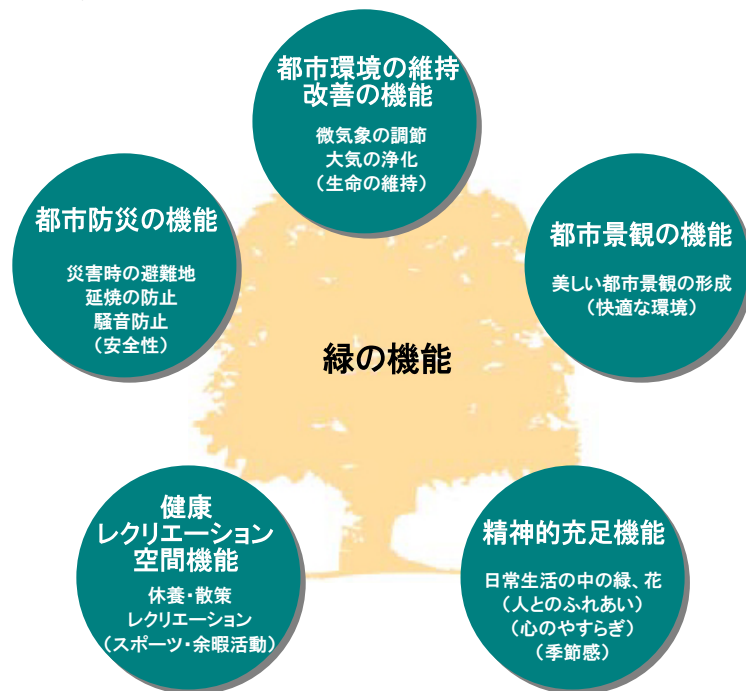 都市環境の維持
改善の機能
微気象の調節
大気の浄化
（生命の維持）
都市防災の機能
災害時の避難地
延焼の防止
騒音防止
（安全性）
都市景観の機能
美しい都市景観の形成
（快適な環境）
緑の機能
健康
レクリエーション
空間機能
休養・散策
レクリエーション
（スポーツ・余暇活動）
精神的充足機能
日常生活の中の緑、花
（人とのふれあい）
（心のやすらぎ）
（季節感）